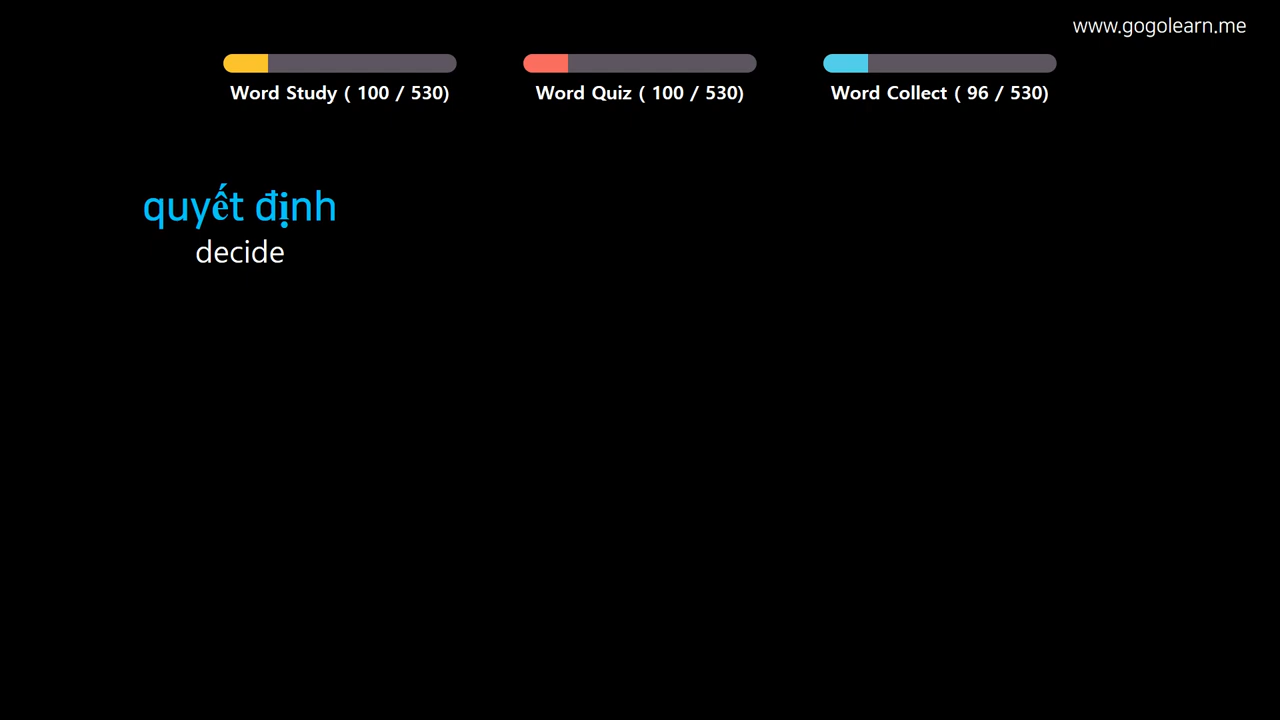 www.gogolearn.me
Word Study ( 100 / 530)
Word Quiz ( 100 / 530)
Word Collect ( 96 / 530)
quyết định
decide